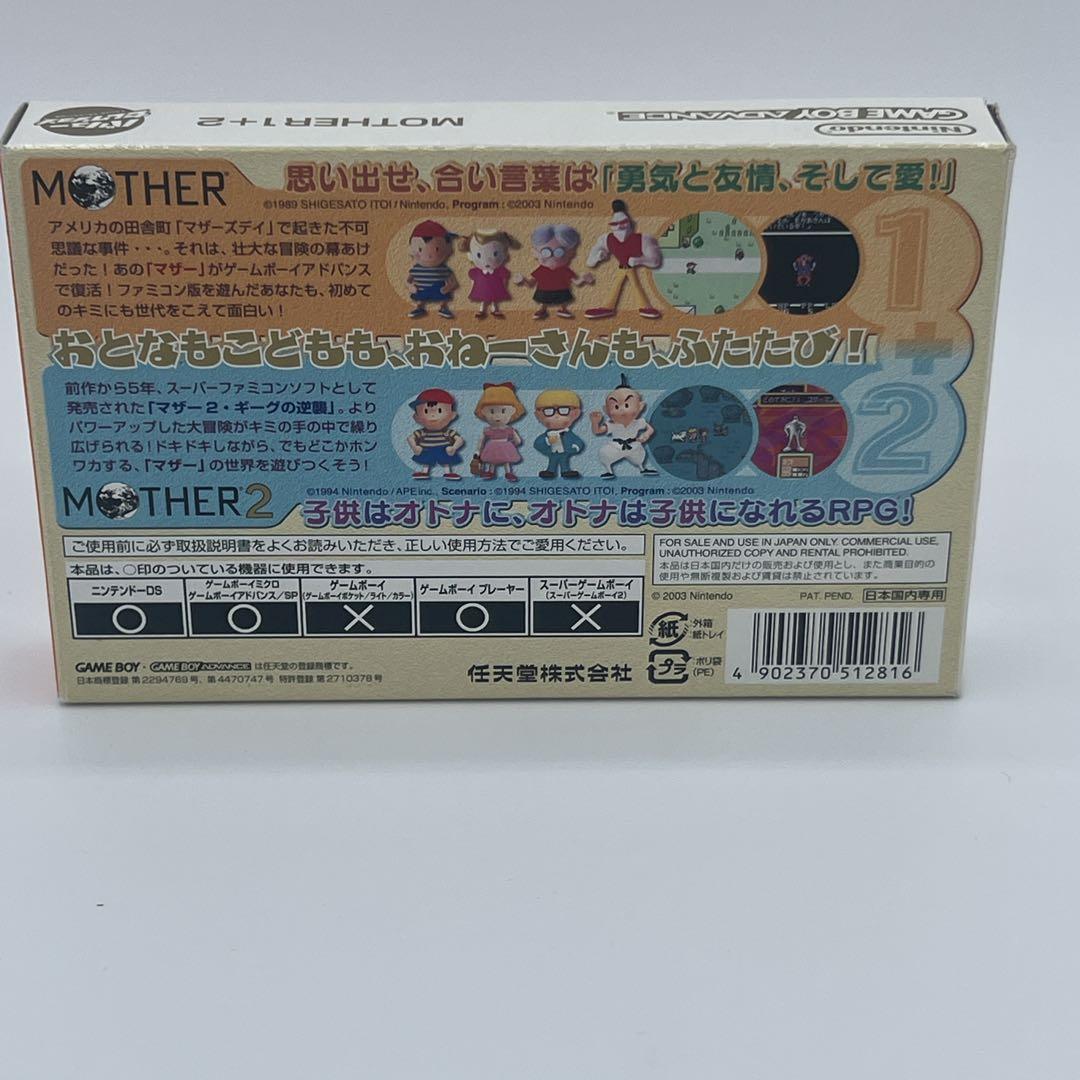 MOTHER1+2
GAME BOY ADVANCE™
Nintendo
MOTHER®
思い出せ、合い言葉は「勇気と友情、そして愛!」
©1989 SHIGESATO ITOI / Nintendo, Program : ©2003 Nintendo
アメリカの田舎町「マザーズデイ」で起きた不可
思議な事件・・・。それは、壮大な冒険の幕あけ
だった!あの「マザー」がゲームボーイアドバンス
で復活!ファミコン版を遊んだあなたも、初めて
のキミにも世代をこえて面白い!
1
+
2
おとなもこどもも、おねーさんも、ふたたび!
前作から5年、スーパーファミコンソフトとして
発売された「マザー2・ギーグの逆襲」。より
パワーアップした大冒険がキミの手の中で繰り
広げられる!ドキドキしながら、でもどこかホン
ワカする、「マザー」の世界を遊びつくそう!
MOTHER®2
©1994 Nintendo / APE inc. Scenario : ©1994 SHIGESATO ITOI, Program : ©2003 Nintendo
子供はオトナに、オトナは子供になれるRPG!
ご使用前に必ず取扱説明書をよくお読みいただき、正しい使用方法でご愛用ください。
本品は、○印のついている機器に使用できます。
ニンテンドーDS
○
ゲームボーイミクロ
ゲームボーイアドバンス/SP
○
ゲームボーイ
(ゲームボーイポケット/ライト/カラー)
×
ゲームボーイ プレーヤー
○
スーパーゲームボーイ
(スーパーゲームボーイ2)
×
FOR SALE AND USE IN JAPAN ONLY. COMMERCIAL USE,
UNAUTHORIZED COPY AND RENTAL PROHIBITED.
本品は日本国内だけの販売および使用とし、また商業目的の
使用や無断複製および賃貸は禁止されています。
© 2003 Nintendo
PAT. PEND.
日本国内専用
GAME BOY・GAME BOY ADVANCE は任天堂の登録商標です。
日本商標登録 第2294769号、第4470747号 特許登録 第2710378号
任天堂株式会社
紙
外箱
紙トレイ
プラ
ポリ袋
(PE)
4 902370 512816